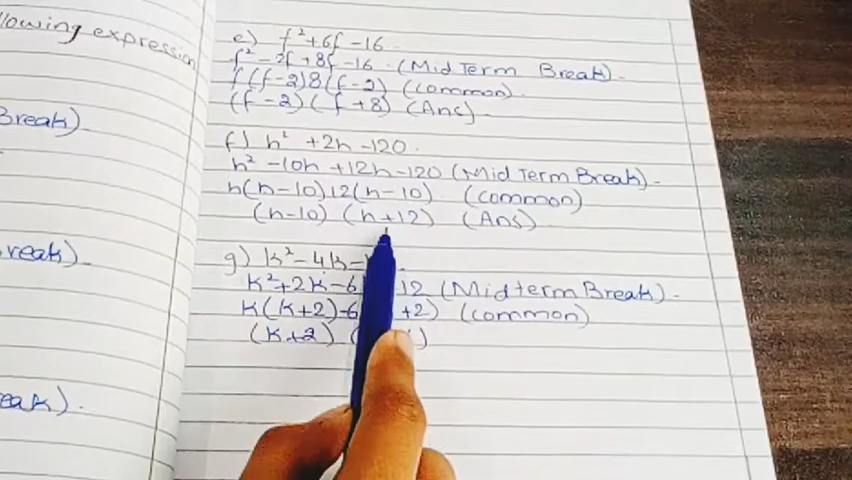 llowing expression
Break)
eak).
eak).
e) f²+6f-16
f²-2f+8f-16 (Mid Term Break).
f(f-2)8(f-2) (common)
(f-2)(f+8) (Ans)
f) h²+2h-120.
h²-10h+12h-120 (Mid Term Break).
h(h-10)12(h-10) (common)
(h-10) (h+12) (Ans)
g) k²-4k-
k²+2k-6 12 (Midterm Break).
k(k+2)-6 +2) (common)
(k+2) ( )